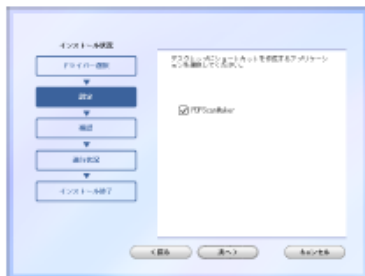 インストール状況
ドライバー選択
設定
確認
進行状況
インストール終了
デスクトップにショートカットを作成するアプリケーシ
ョンを選択してください。
PDFScanMaker
<戻る
次へ>
キャンセル